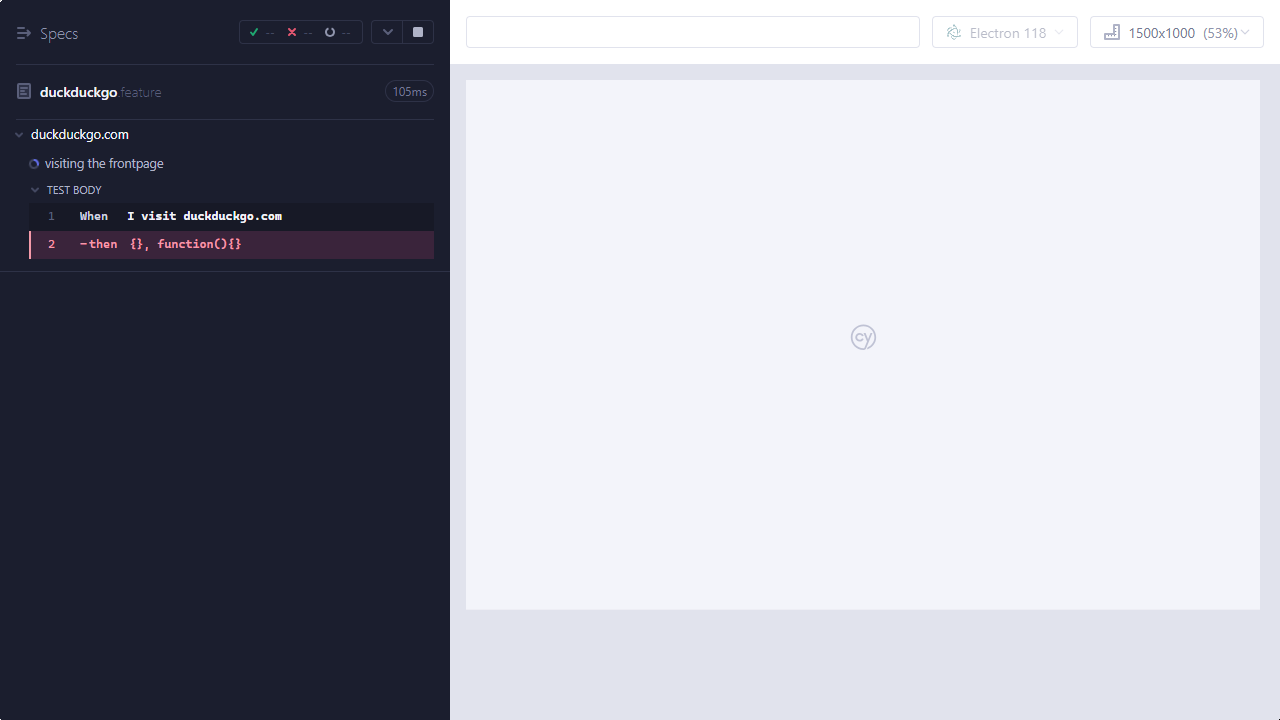 Specs
-- -- --
duckduckgo.feature 105ms
duckduckgo.com
visiting the frontpage
TEST BODY
1 When I visit duckduckgo.com
2 -then {}, function(){}
Electron 118
1500x1000 (53%)
cy